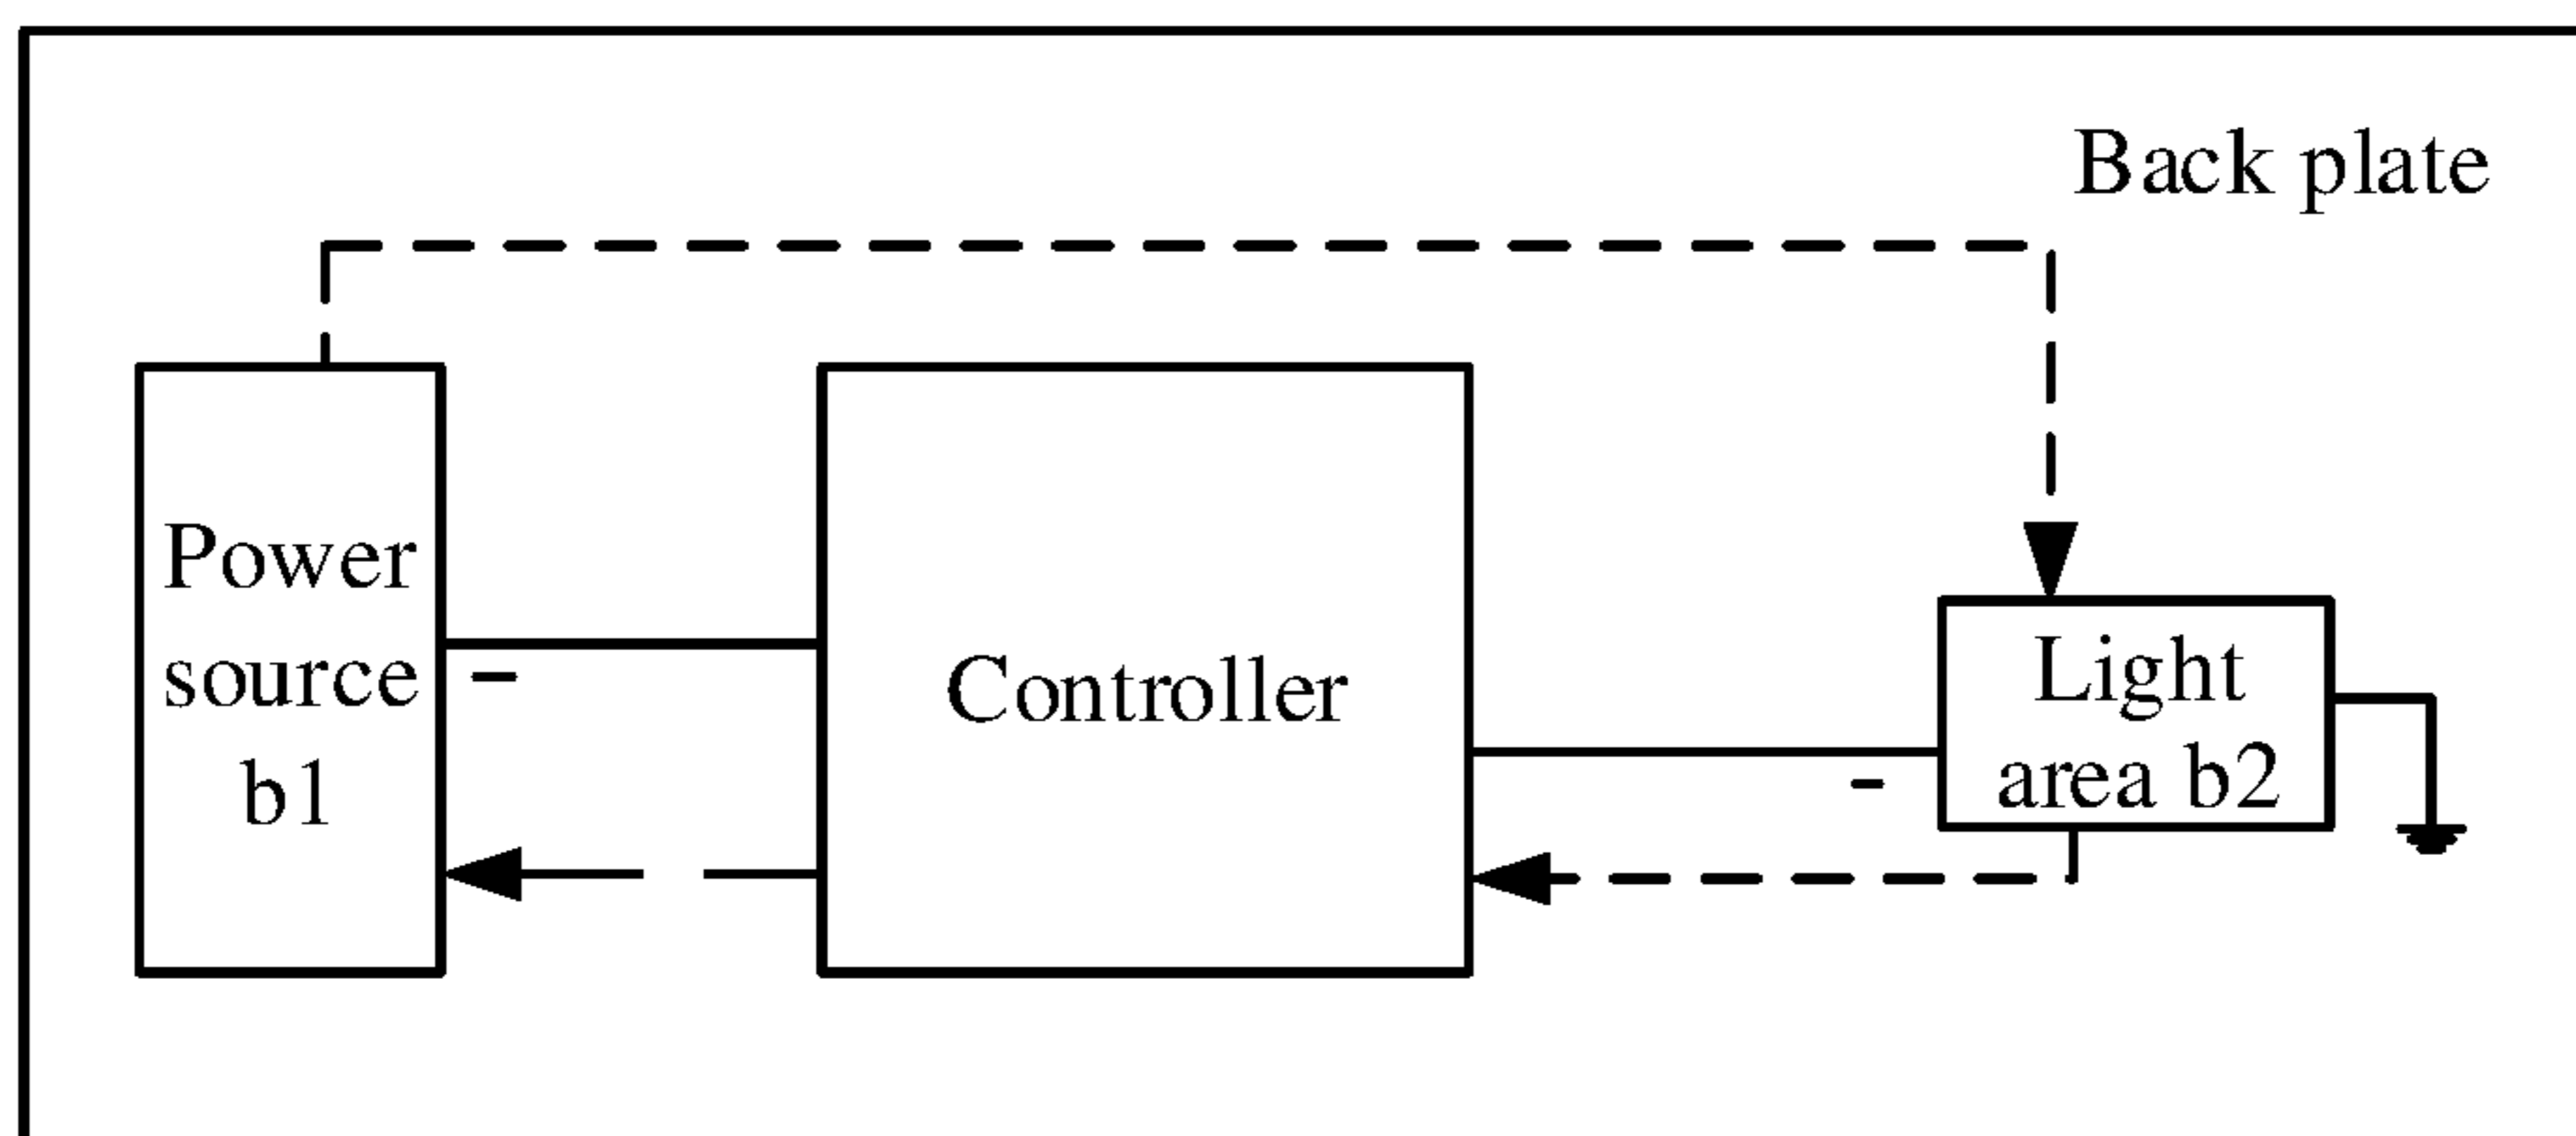 Back plate
Power
source
b1
-
Controller
-
Light
area b2